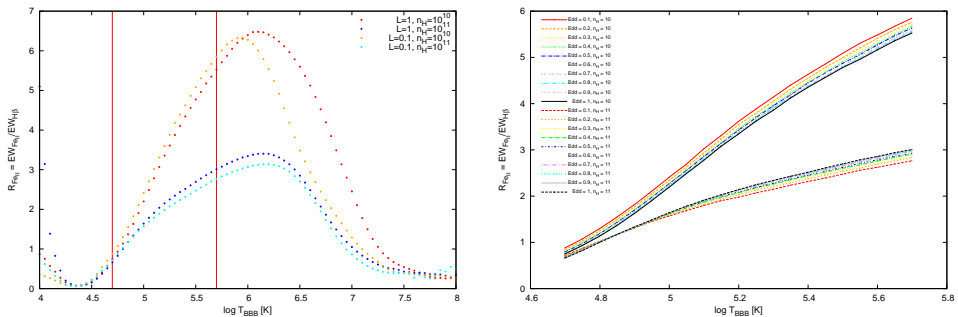 L=1, n_H=10^10
L=1, n_H=10^11
L=0.1, n_H=10^10
L=0.1, n_H=10^11
7
6
5
4
3
2
1
0
4 4.5 5 5.5 6 6.5 7 7.5 8
log T_BBB [K]
R_FeII = EW_FeII/EW_Hβ
Edd = 0.1, n_H = 10
Edd = 0.2, n_H = 10
Edd = 0.3, n_H = 10
Edd = 0.4, n_H = 10
Edd = 0.5, n_H = 10
Edd = 0.6, n_H = 10
Edd = 0.7, n_H = 10
Edd = 0.8, n_H = 10
Edd = 0.9, n_H = 10
Edd = 1, n_H = 10
Edd = 0.1, n_H = 11
Edd = 0.2, n_H = 11
Edd = 0.3, n_H = 11
Edd = 0.4, n_H = 11
Edd = 0.5, n_H = 11
Edd = 0.6, n_H = 11
Edd = 0.7, n_H = 11
Edd = 0.8, n_H = 11
Edd = 0.9, n_H = 11
Edd = 1, n_H = 11
6
5
4
3
2
1
0
4.6 4.8 5 5.2 5.4 5.6 5.8
log T_BBB [K]
R_FeII = EW_FeII/EW_Hβ